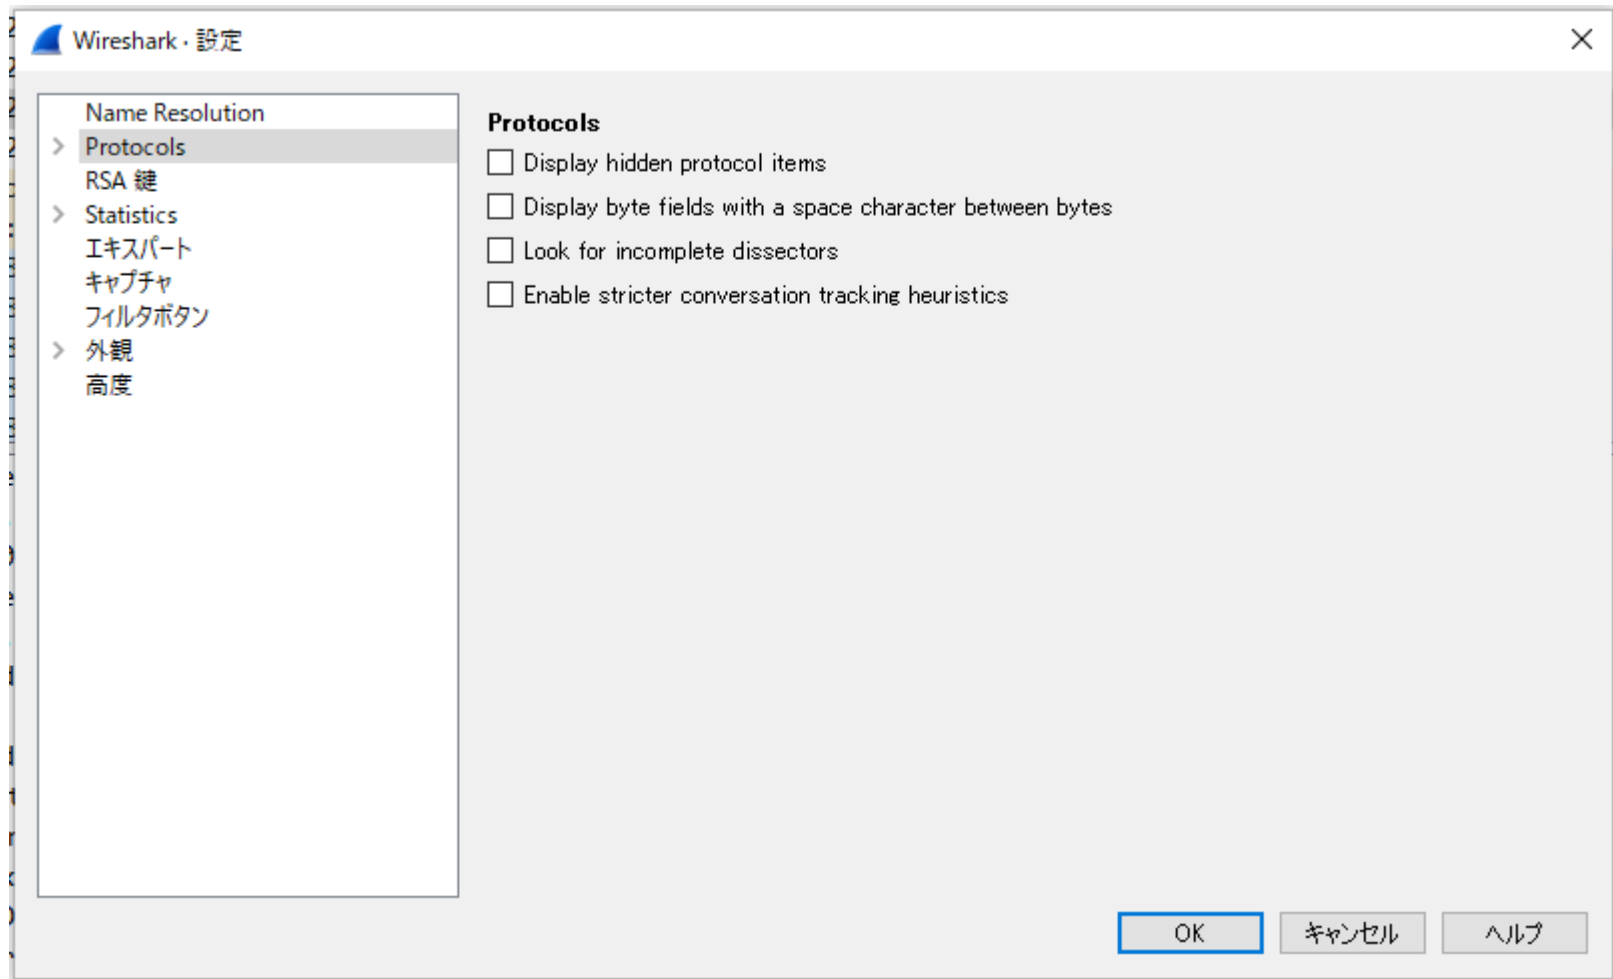 Wireshark · 設定
Name Resolution
Protocols
RSA 鍵
Statistics
エキスパート
キャプチャ
フィルタボタン
外観
高度
Protocols
Display hidden protocol items
Display byte fields with a space character between bytes
Look for incomplete dissectors
Enable stricter conversation tracking heuristics
OK
キャンセル
ヘルプ